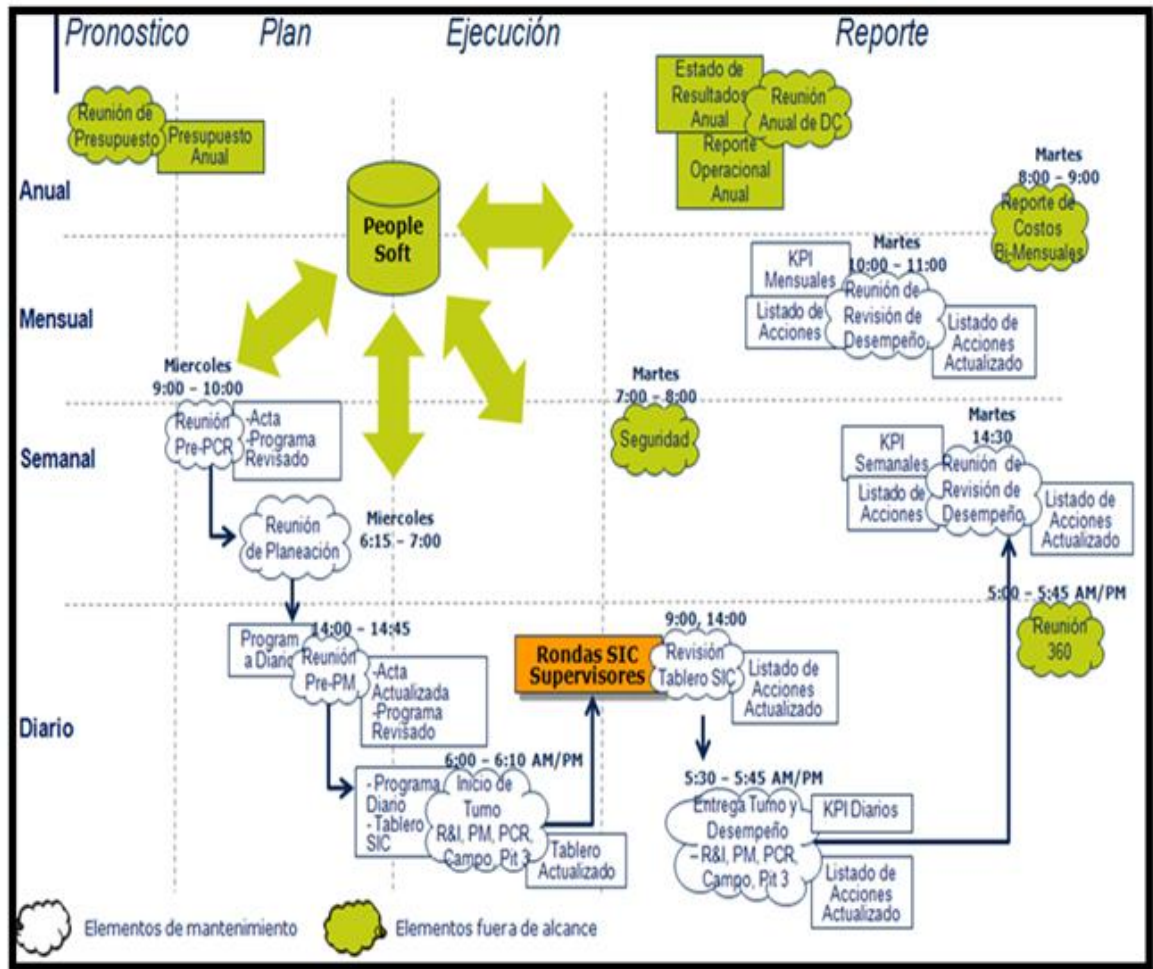 Pronostico
Plan
Ejecución
Reporte
Anual
Reunión de
Presupuesto
Presupuesto
Anual
People
Soft
Estado de
Resultados
Anual
Reunión
Anual de DC
Reporte
Operacional
Anual
Martes
8:00 – 9:00
Reporte de
Costos
Bi-Mensuales
Mensual
KPI
Mensuales
Listado de
Acciones
Martes
10:00 – 11:00
Reunión de
Revisión de
Desempeño
Listado de
Acciones
Actualizado
Semanal
Miercoles
9:00 – 10:00
Reunión
Pre-PCR
-Acta
-Programa
Revisado
Reunión
de Planeación
Miercoles
6:15 – 7:00
Martes
7:00 – 8:00
Seguridad
KPI
Semanales
Listado de
Acciones
Martes
14:30
Reunión de
Revisión de
Desempeño
Listado de
Acciones
Actualizado
Diario
Program
a Diario
14:00 – 14:45
Reunión
Pre-PM
-Acta
Actualizada
-Programa
Revisado
- Programa
Diario
- Tablero
SIC
6:00 – 6:10 AM/PM
Inicio de
Turno
R&I, PM, PCR,
Campo, Pit 3
Tablero
Actualizado
Rondas SIC
Supervisores
9:00, 14:00
Revisión
Tablero SIC
Listado de
Acciones
Actualizado
5:30 – 5:45 AM/PM
Entrega Turno y
Desempeño
– R&I, PM, PCR,
Campo, Pit 3
KPI Diarios
Listado de
Acciones
Actualizado
5:00 – 5:45 AM/PM
Reunión
360
Elementos de mantenimiento
Elementos fuera de alcance